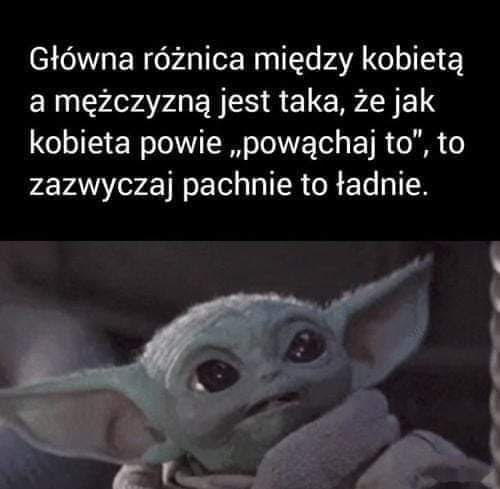 Główna różnica między kobietą
a mężczyzną jest taka, że jak
kobieta powie „powąchaj to”, to
zazwyczaj pachnie to ładnie.